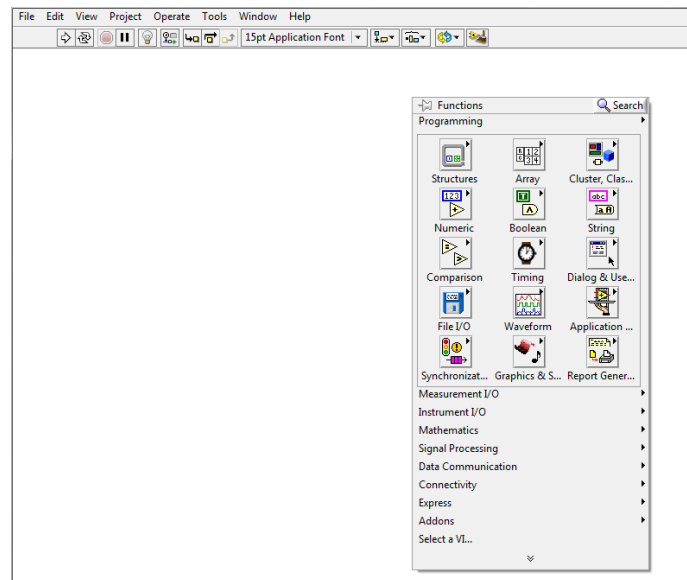 File Edit View Project Operate Tools Window Help
15pt Application Font
Functions Search
Programming
Structures Array Cluster, Clas...
Numeric Boolean String
Comparison Timing Dialog & Use...
File I/O Waveform Application ...
Synchronizat... Graphics & S... Report Gener...
Measurement I/O
Instrument I/O
Mathematics
Signal Processing
Data Communication
Connectivity
Express
Addons
Select a VI...